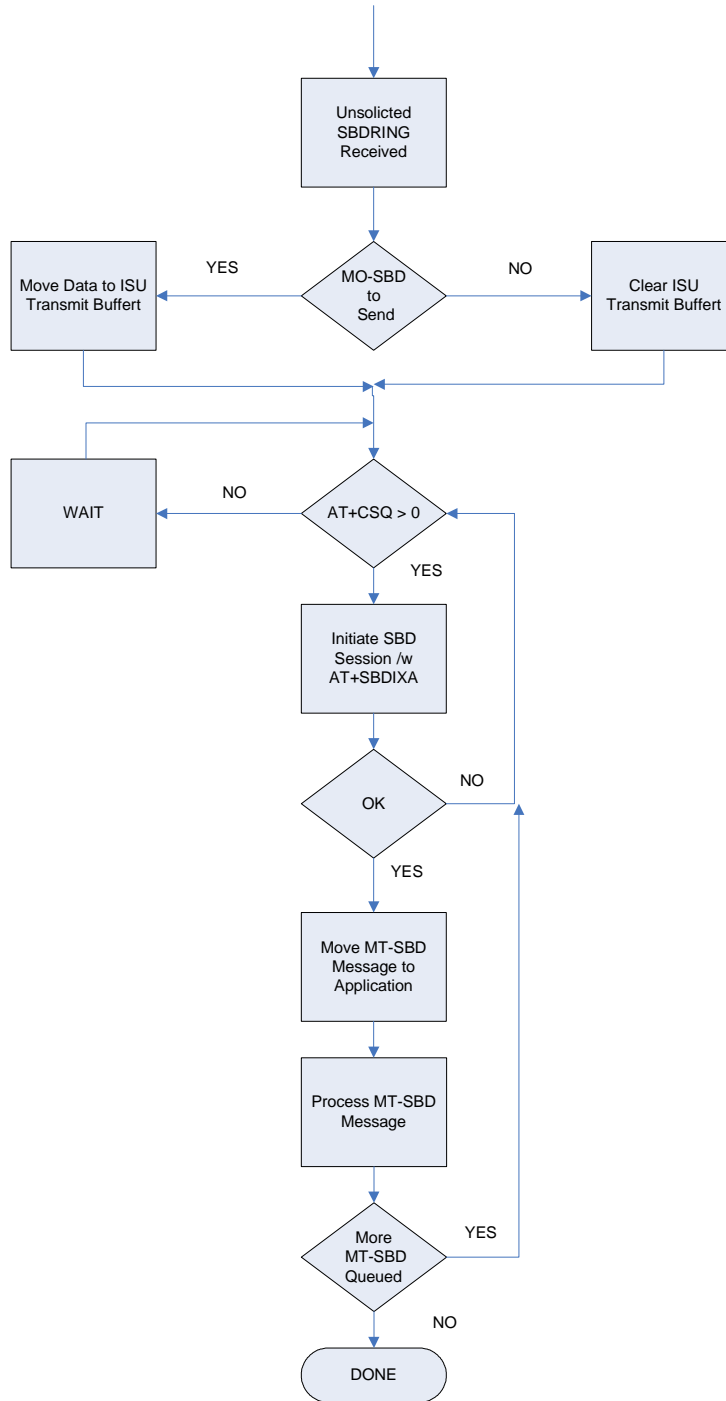 Unsolicted
SBDRING
Received
YES
MO-SBD
to
Send
NO
Move Data to ISU
Transmit Buffert
Clear ISU
Transmit Buffert
WAIT
NO
AT+CSQ > 0
YES
Initiate SBD
Session /w
AT+SBDIXA
OK
NO
YES
Move MT-SBD
Message to
Application
Process MT-SBD
Message
More
MT-SBD
Queued
YES
NO
DONE